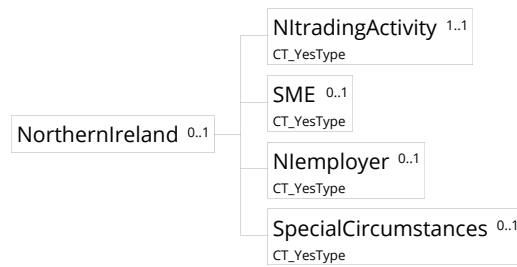 NItradingActivity 1..1
CT_YesType
SME 0..1
CT_YesType
NorthernIreland 0..1
NIemployer 0..1
CT_YesType
SpecialCircumstances 0..1
CT_YesType